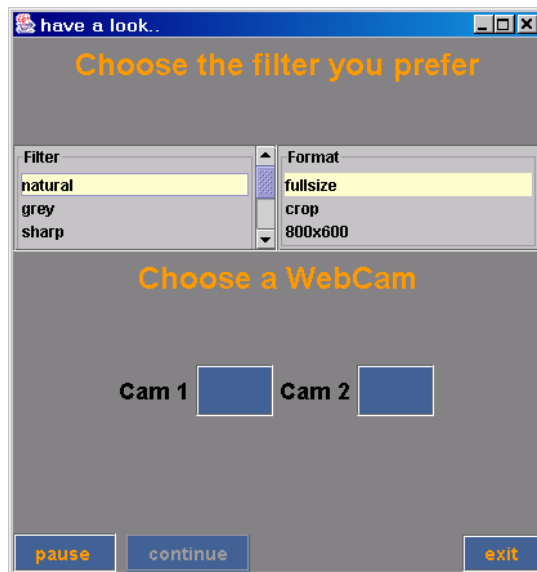 have a look..
Choose the filter you prefer
Filter
natural
grey
sharp
Format
fullsize
crop
800x600
Choose a WebCam
Cam 1 Cam 2
pause continue exit